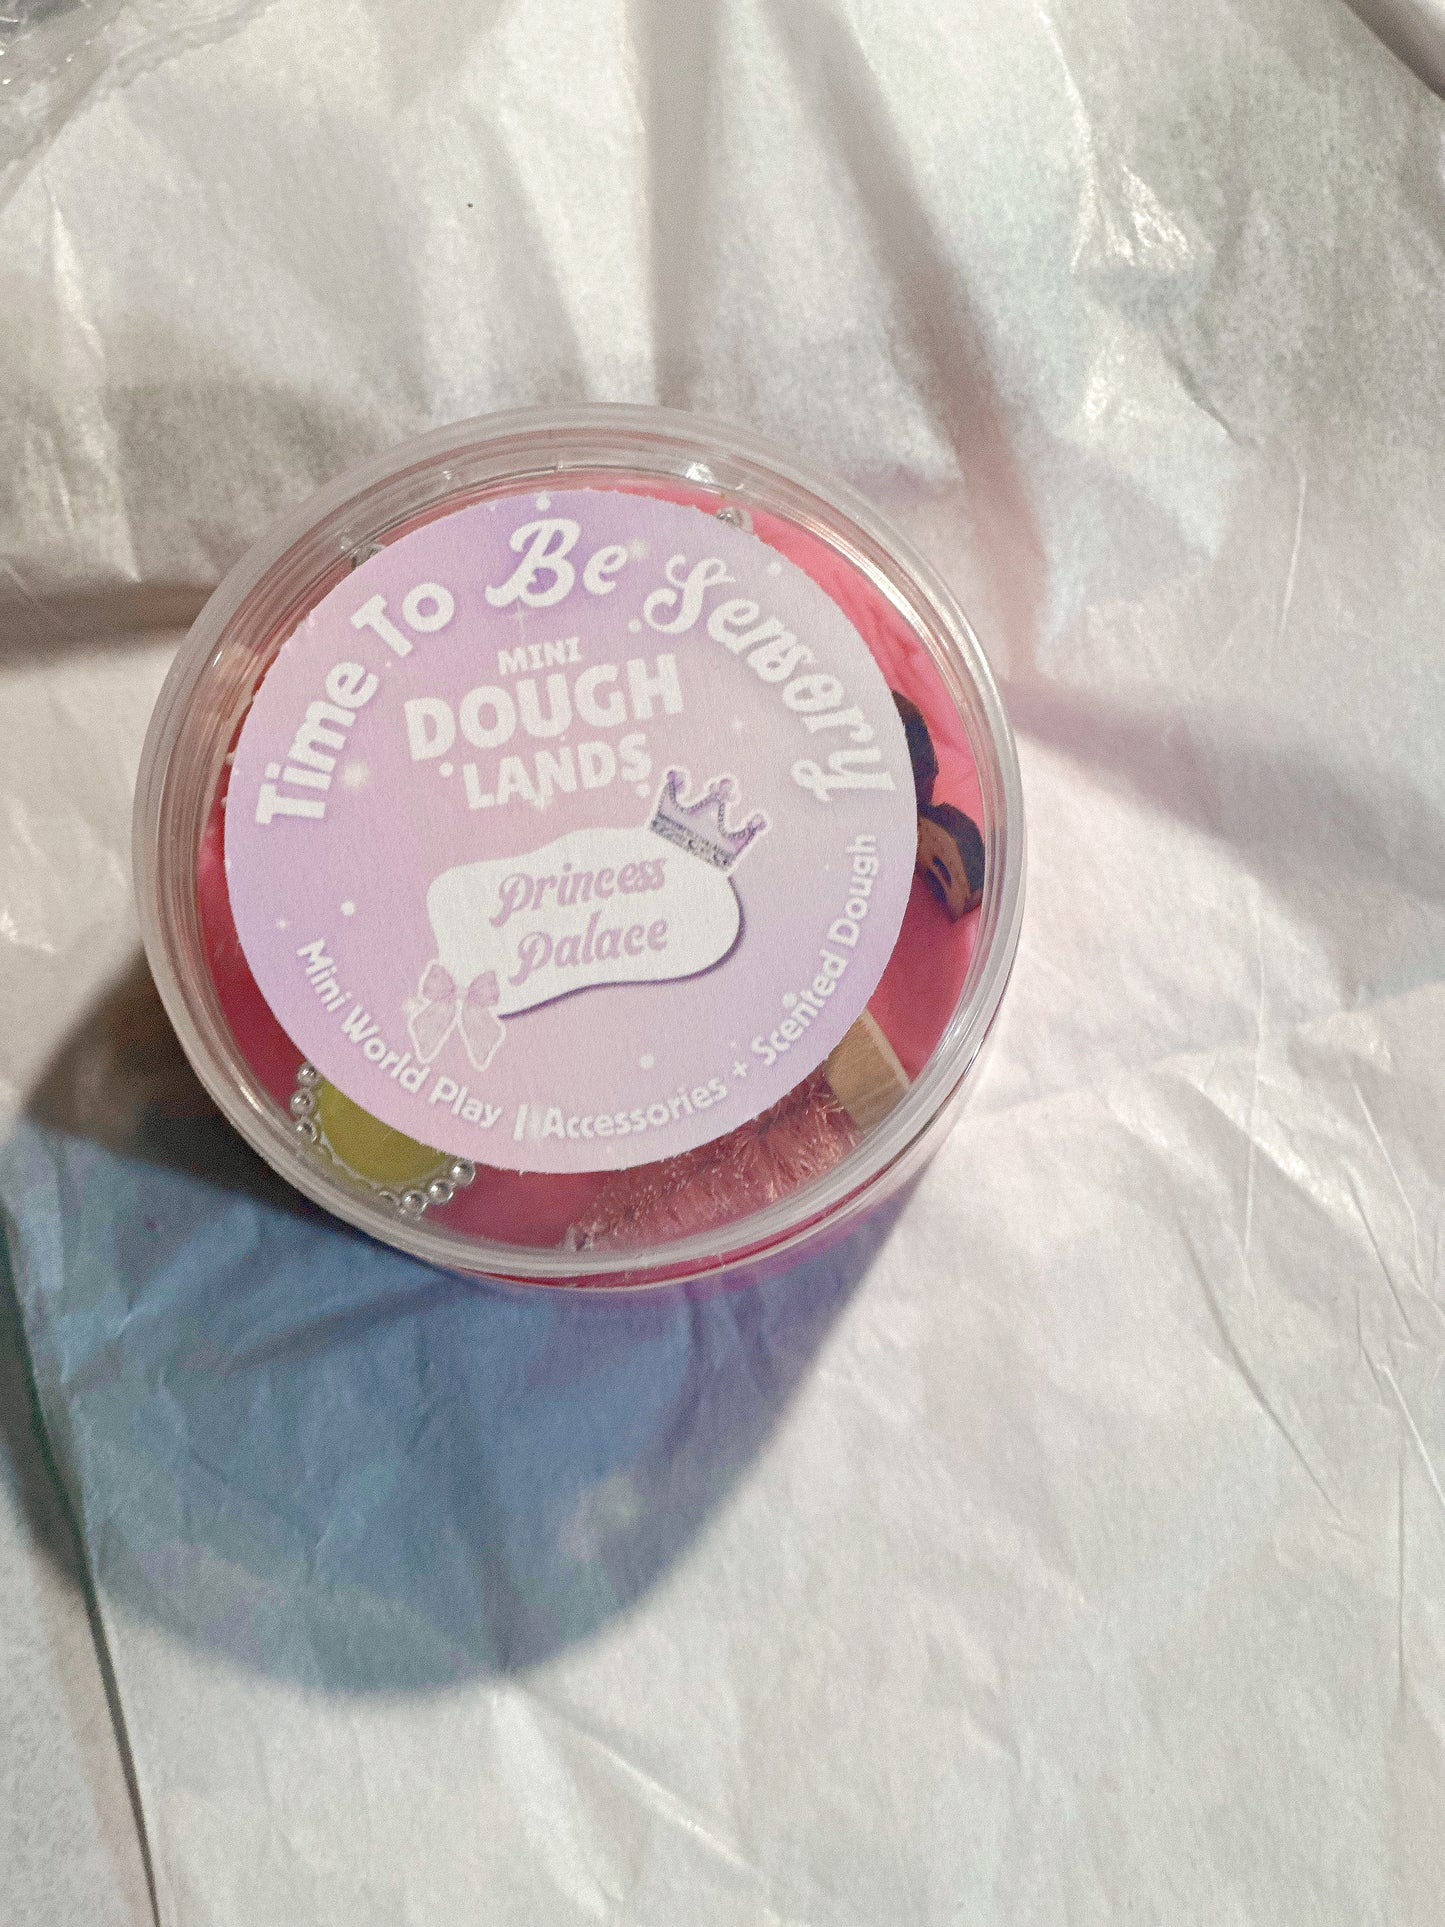 Time To Be Sensory
MINI
DOUGH
LANDS
Princess
Palace
Mini World Play | Accessories + Scented Dough